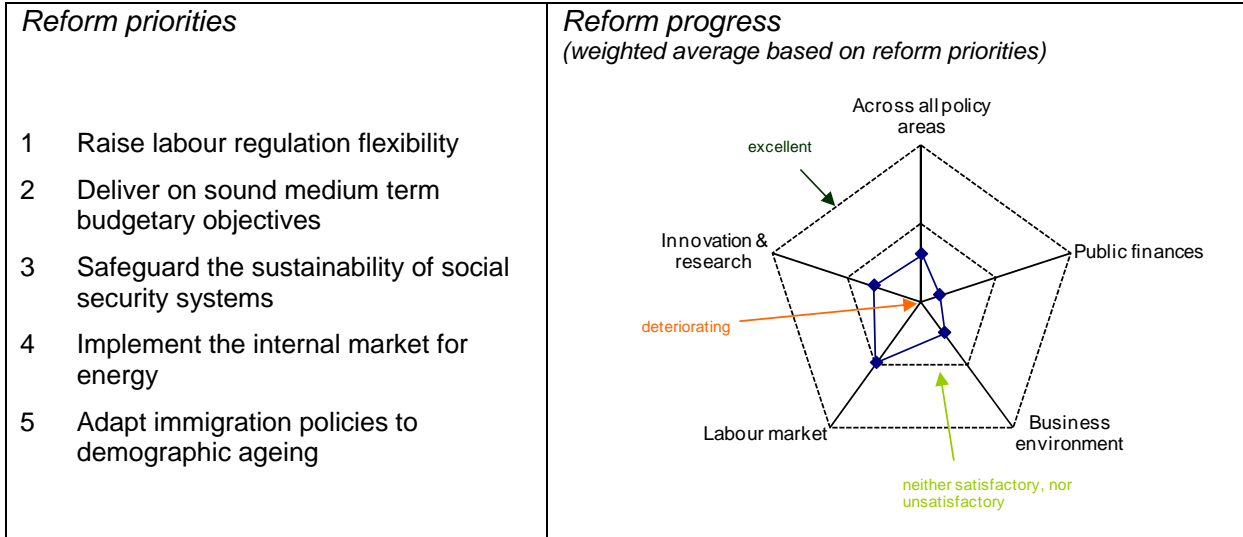 Reform priorities
1 Raise labour regulation flexibility
2 Deliver on sound medium term
budgetary objectives
3 Safeguard the sustainability of social
security systems
4 Implement the internal market for
energy
5 Adapt immigration policies to
demographic ageing
Reform progress
(weighted average based on reform priorities)
Across all policy
areas
excellent
Innovation &
research
Public finances
deteriorating
Labour market
Business
environment
neither satisfactory, nor
unsatisfactory